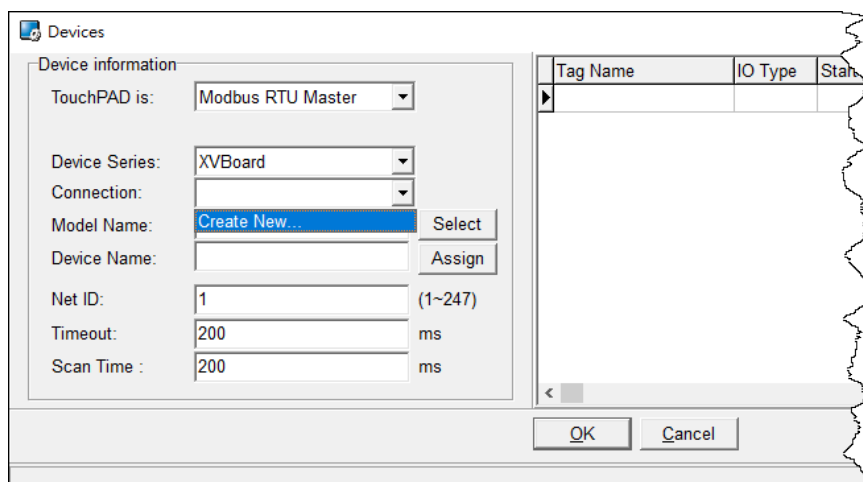 Devices
Device information
TouchPAD is: Modbus RTU Master
Device Series: XVBoard
Connection:
Create New...
Model Name: Select
Device Name: Assign
Net ID: 1 (1~247)
Timeout: 200 ms
Scan Time : 200 ms
Tag Name IO Type
OK Cancel